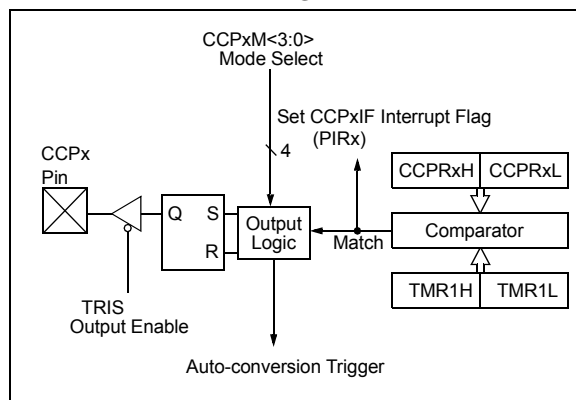 CCPxM<3:0>
Mode Select
Set CCPxIF Interrupt Flag
(PIRx)
4
CCPx
Pin
CCPRxH CCPRxL
Q S
R
Output
Logic
Match
Comparator
TRIS
Output Enable
TMR1H TMR1L
Auto-conversion Trigger